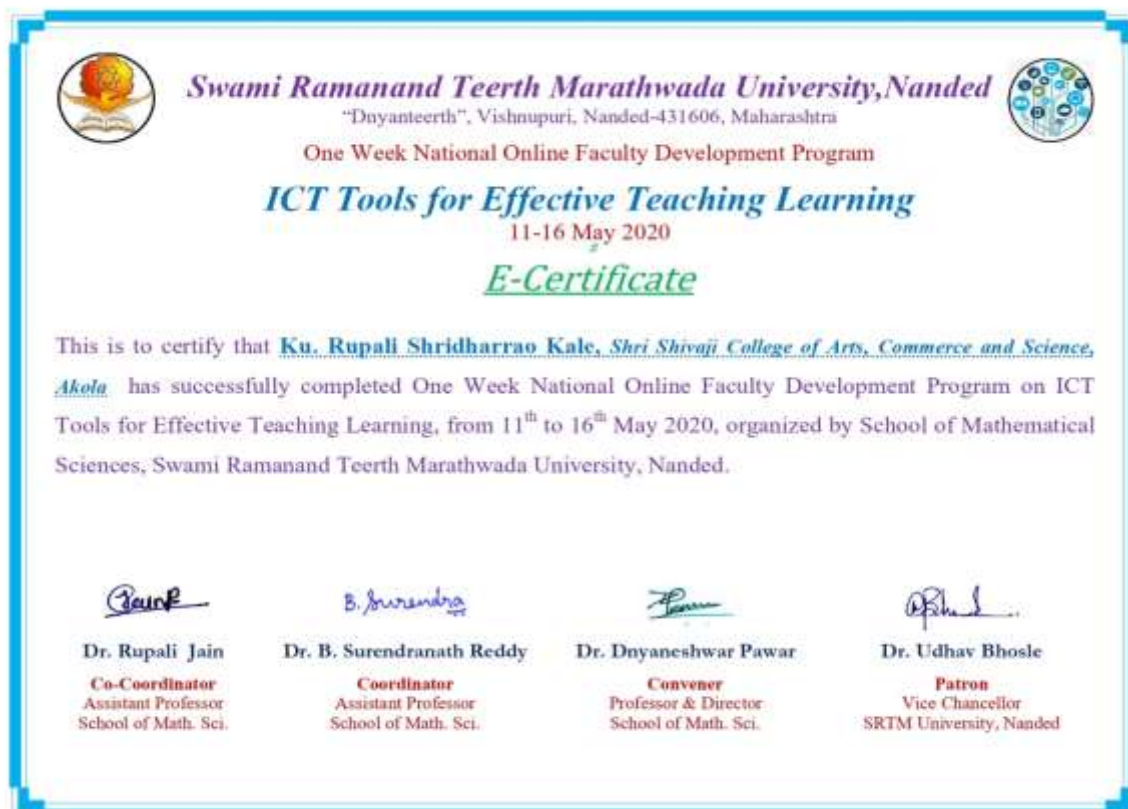 Swami Ramanand Teerth Marathwada University,Nanded
“Dnyanteerth”, Vishnupuri, Nanded-431606, Maharashtra
One Week National Online Faculty Development Program
ICT Tools for Effective Teaching Learning
11-16 May 2020
E-Certificate
This is to certify that Ku. Rupali Shridharrao Kale, Shri Shivaji College of Arts, Commerce and Science,
Akola has successfully completed One Week National Online Faculty Development Program on ICT
Tools for Effective Teaching Learning, from 11th to 16th May 2020, organized by School of Mathematical
Sciences, Swami Ramanand Teerth Marathwada University, Nanded.
B. Surendra
Dr. Rupali Jain Dr. B. Surendranath Reddy Dr. Dnyaneshwar Pawar Dr. Udhav Bhosle
Co-Coordinator Coordinator Convener Patron
Assistant Professor Assistant Professor Professor & Director Vice Chancellor
School of Math. Sci. School of Math. Sci. School of Math. Sci. SRTM University, Nanded